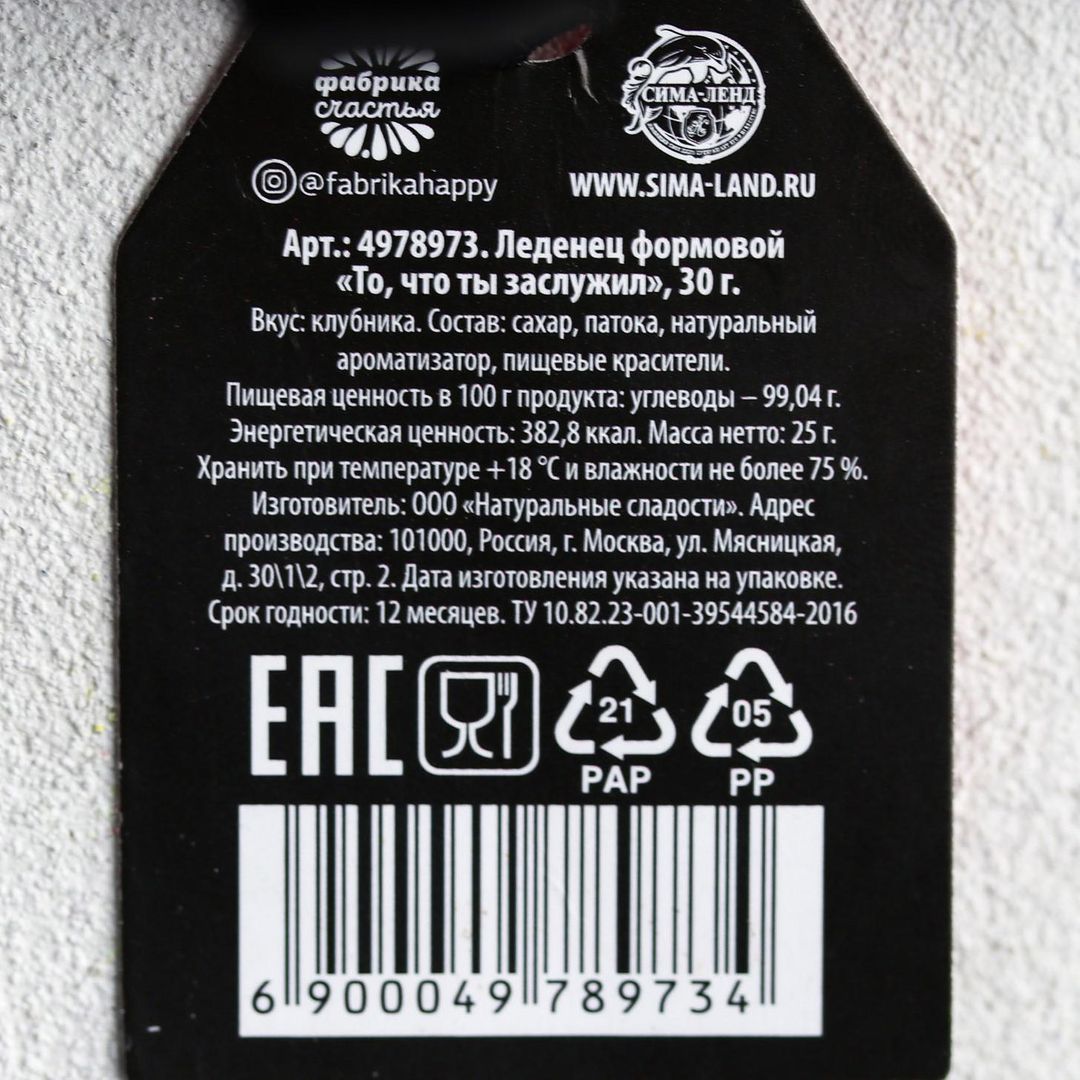 фабрика
счастья
СИМА-ЛЕНД
@fabrikahappy
WWW.SIMA-LAND.RU
Арт.: 4978973. Леденец формовой
«То, что ты заслужил», 30 г.
Вкус: клубника. Состав: сахар, патока, натуральный
ароматизатор, пищевые красители.
Пищевая ценность в 100 г продукта: углеводы – 99,04 г.
Энергетическая ценность: 382,8 ккал. Масса нетто: 25 г.
Хранить при температуре +18 °С и влажности не более 75 %.
Изготовитель: ООО «Натуральные сладости». Адрес
производства: 101000, Россия, г. Москва, ул. Мясницкая,
д. 30\1\2, стр. 2. Дата изготовления указана на упаковке.
Срок годности: 12 месяцев. ТУ 10.82.23-001-39544584-2016
EAC
21
PAP
05
PP
6 900049 789734